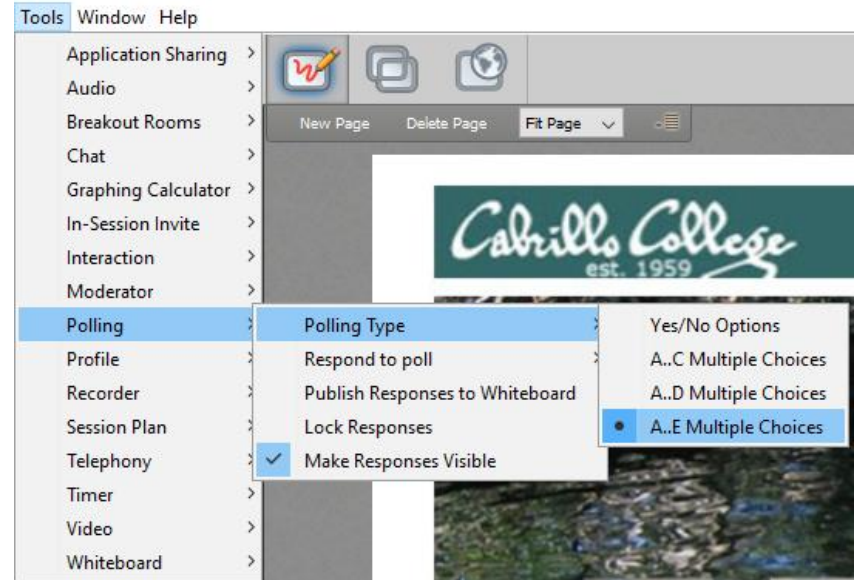 Tools Window Help
Application Sharing
Audio
Breakout Rooms
Chat
Graphing Calculator
In-Session Invite
Interaction
Moderator
Polling
Profile
Recorder
Session Plan
Telephony
Timer
Video
Whiteboard
New Page Delete Page Fit Page
Cabrillo College
est. 1959
Polling Type
Respond to poll
Publish Responses to Whiteboard
Lock Responses
Make Responses Visible
Yes/No Options
A..C Multiple Choices
A..D Multiple Choices
A..E Multiple Choices